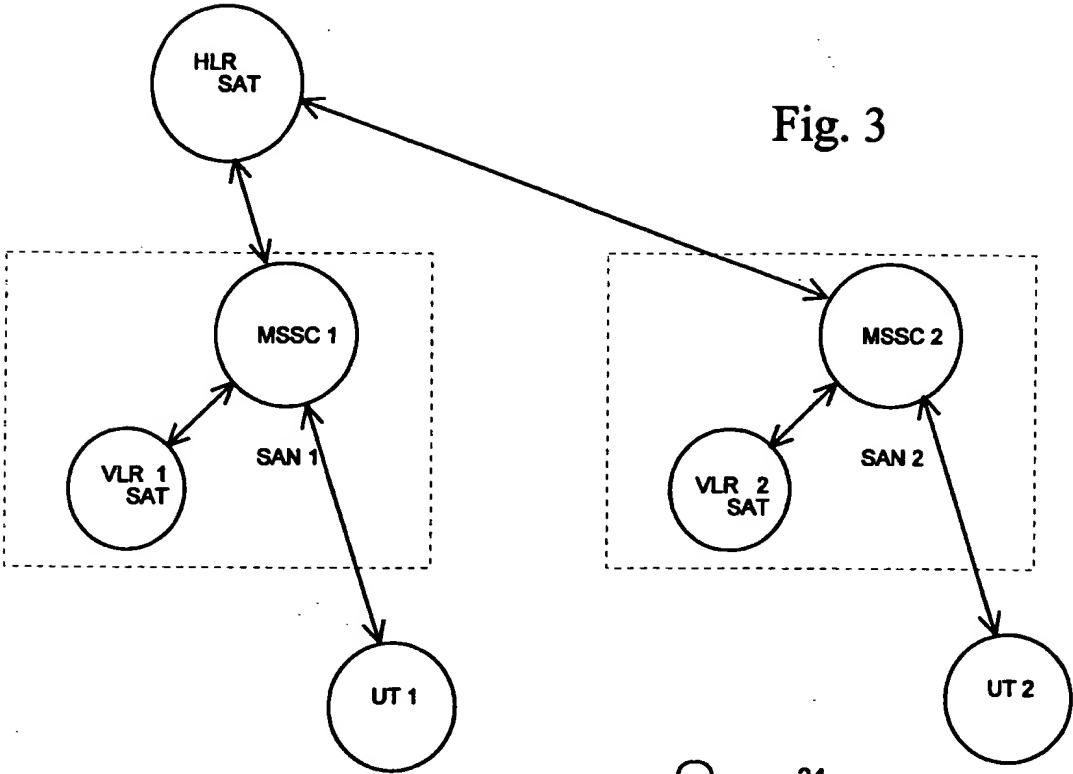 HLR
SAT
Fig. 3
MSSC 1
MSSC 2
SAN 1
SAN 2
VLR 1
SAT
VLR 2
SAT
UT 1
UT 2